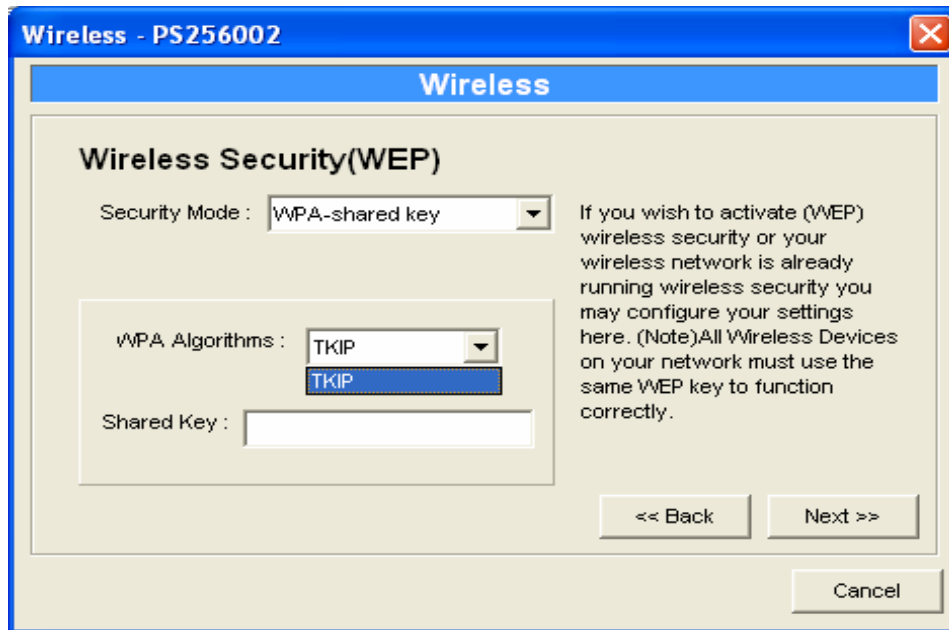 Wireless - PS256002
Wireless
Wireless Security(WEP)
Security Mode :
WPA-shared key
If you wish to activate (WEP)
wireless security or your
wireless network is already
running wireless security you
may configure your settings
here. (Note)All Wireless Devices
on your network must use the
same WEP key to function
correctly.
WPA Algorithms :
TKIP
TKIP
Shared Key :
<< Back
Next >>
Cancel